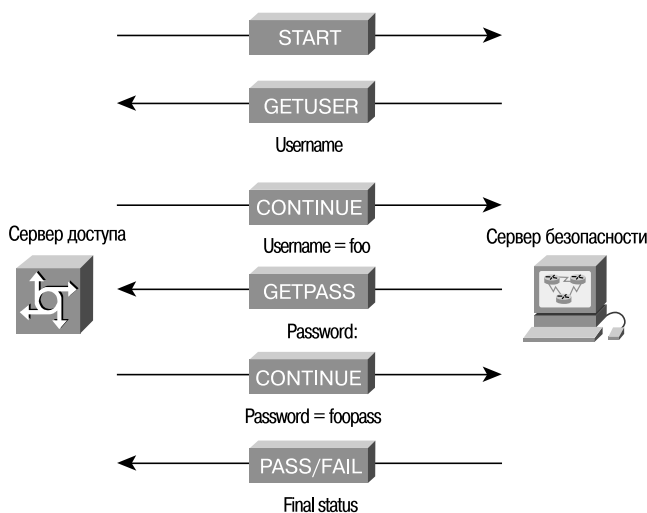 START
GETUSER
Username
CONTINUE
Username = foo
Сервер доступа
Сервер безопасности
GETPASS
Password:
CONTINUE
Password = foopass
PASS/FAIL
Final status